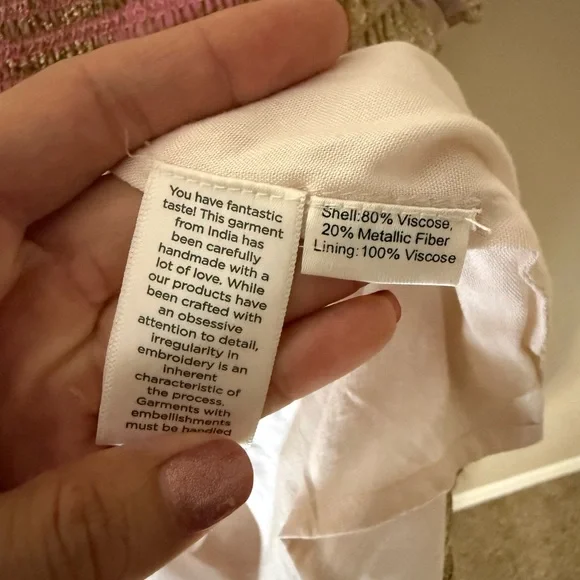 You have fantastic
taste! This garment
from India has
been carefully
handmade with a
lot of love. While
our products have
been crafted with
an obsessive
attention to detail,
irregularity in
embroidery is an
inherent
characteristic of
the process.
Garments with
embellishments
must be handled
Shell:80% Viscose,
20% Metallic Fiber
Lining:100% Viscose